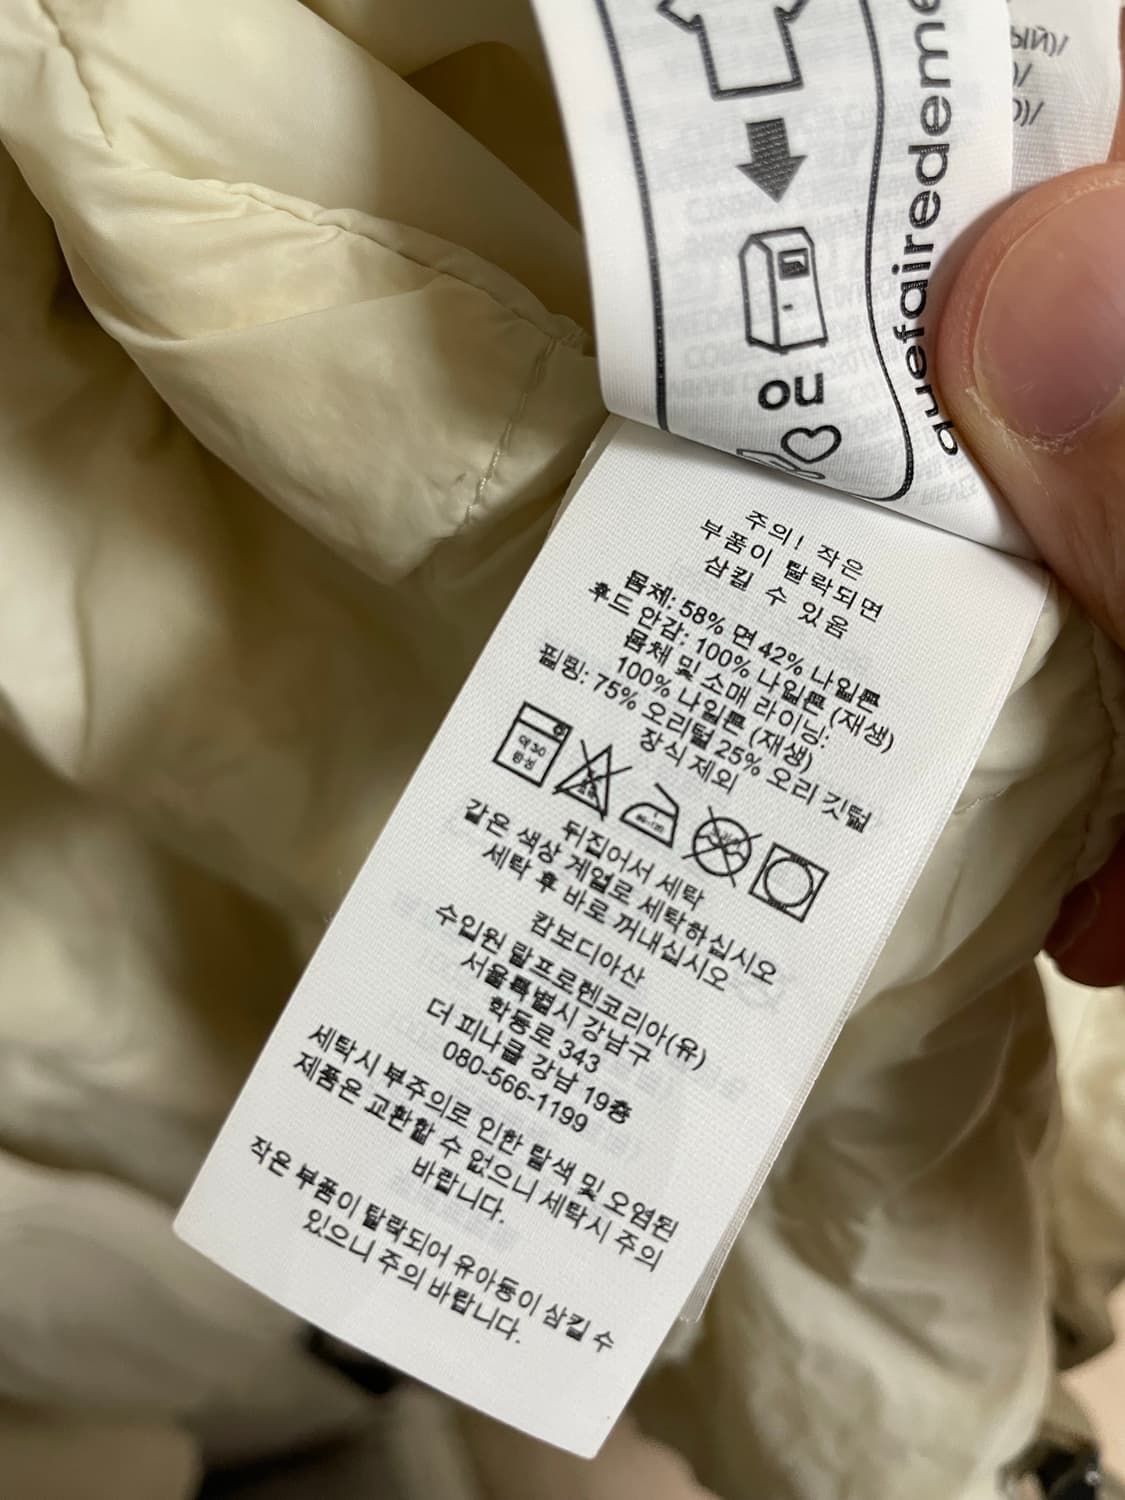 quefairedeme
ый)/
)/
ou
주의! 작은
부품이 탈락되면
삼킬 수 있음
몸체: 58% 면 42% 나일론
후드 안감: 100% 나일론 (재생)
몸체 및 소매 라이닝:
100% 나일론 (재생)
필링: 75% 오리털 25% 오리 깃털
장식 제외
약 30
중성
뒤집어서 세탁
같은 색상 계열로 세탁하십시오
세탁 후 바로 꺼내십시오
캄보디아산
수입원 랄프로렌코리아(유)
서울특별시 강남구
학동로 343
더 피나클 강남 19층
080-566-1199
세탁시 부주의로 인한 탈색 및 오염된
제품은 교환할 수 없으니 세탁시 주의
바랍니다.
작은 부품이 탈락되어 유아등이 삼킬 수
있으니 주의 바랍니다.